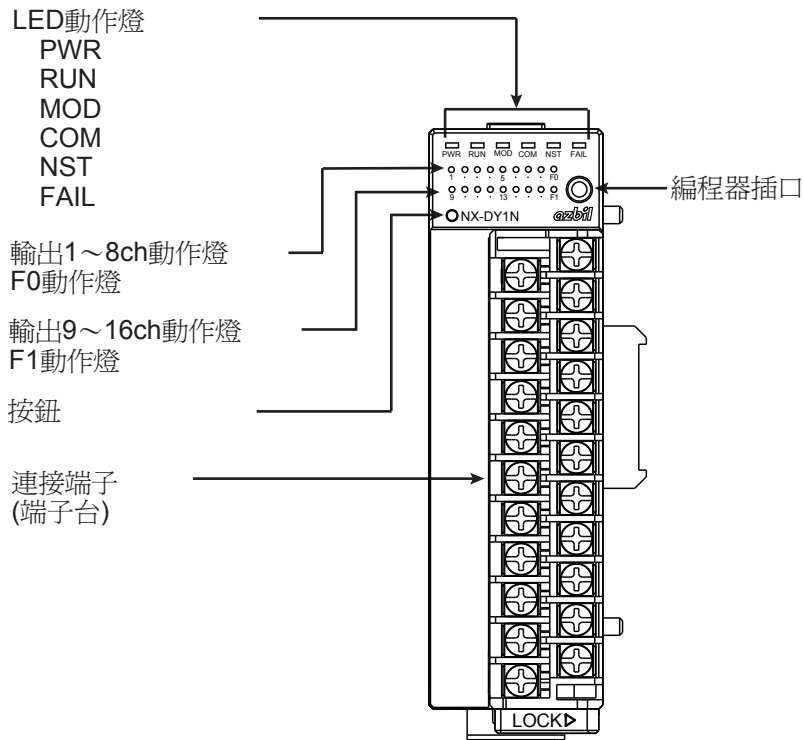 LED動作燈
PWR
RUN
MOD
COM
NST
FAIL
PWR RUN MOD COM NST FAIL
1 · · · 5 · · · F0
9 · · · 13 · · · F1
編程器插口
NX-DY1N azbil
輸出1～8ch動作燈
F0動作燈
輸出9～16ch動作燈
F1動作燈
按鈕
連接端子
(端子台)
LOCK▷